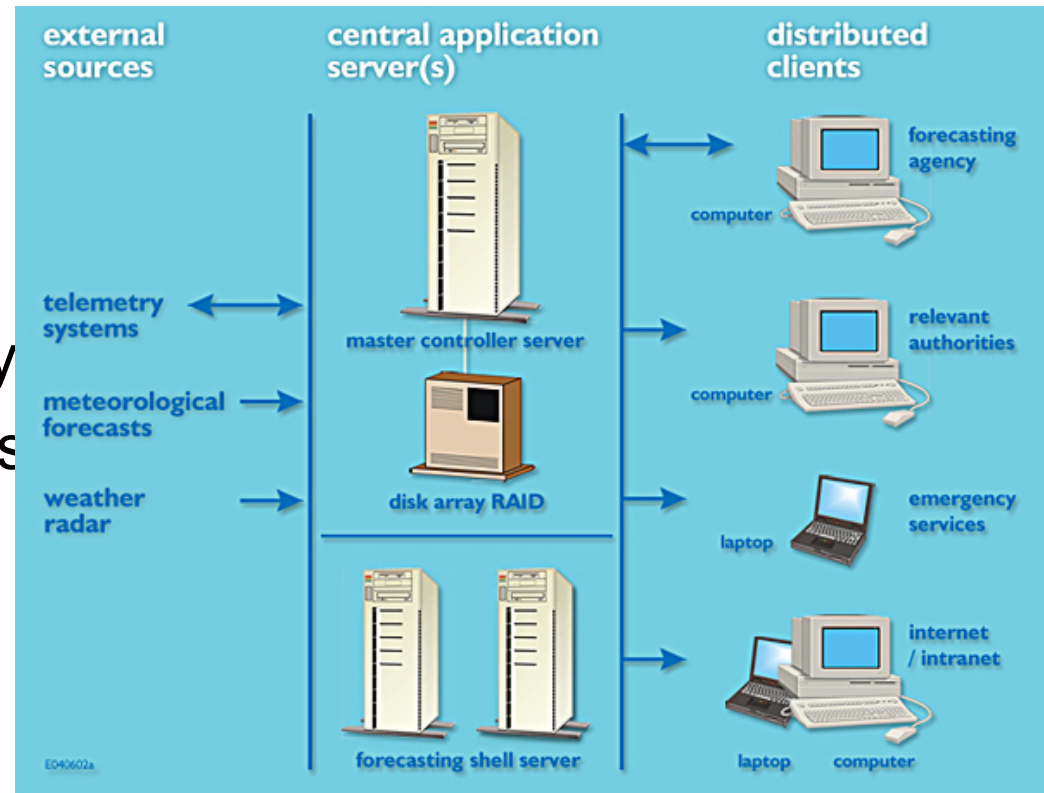 external
sources
central application
server(s)
distributed
clients
forecasting
agency
computer
telemetry
systems
master controller server
relevant
authorities
computer
y
meteorological
forecasts
s
weather
radar
disk array RAID
emergency
services
laptop
internet
/ intranet
forecasting shell server
laptop computer
E040602a